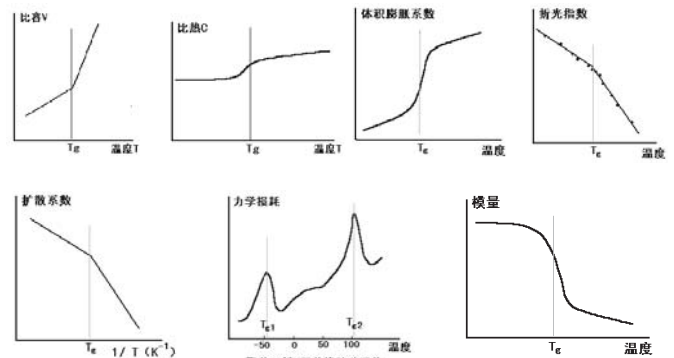 比容V
Tg
温度T
比热C
Tg
温度T
体积膨胀系数
Tg
温度
折光指数
Tg
温度
扩散系数
Tg
1/T(K⁻¹)
力学损耗
Tg1
Tg2
-50 0 50 100
温度
模量
Tg
温度